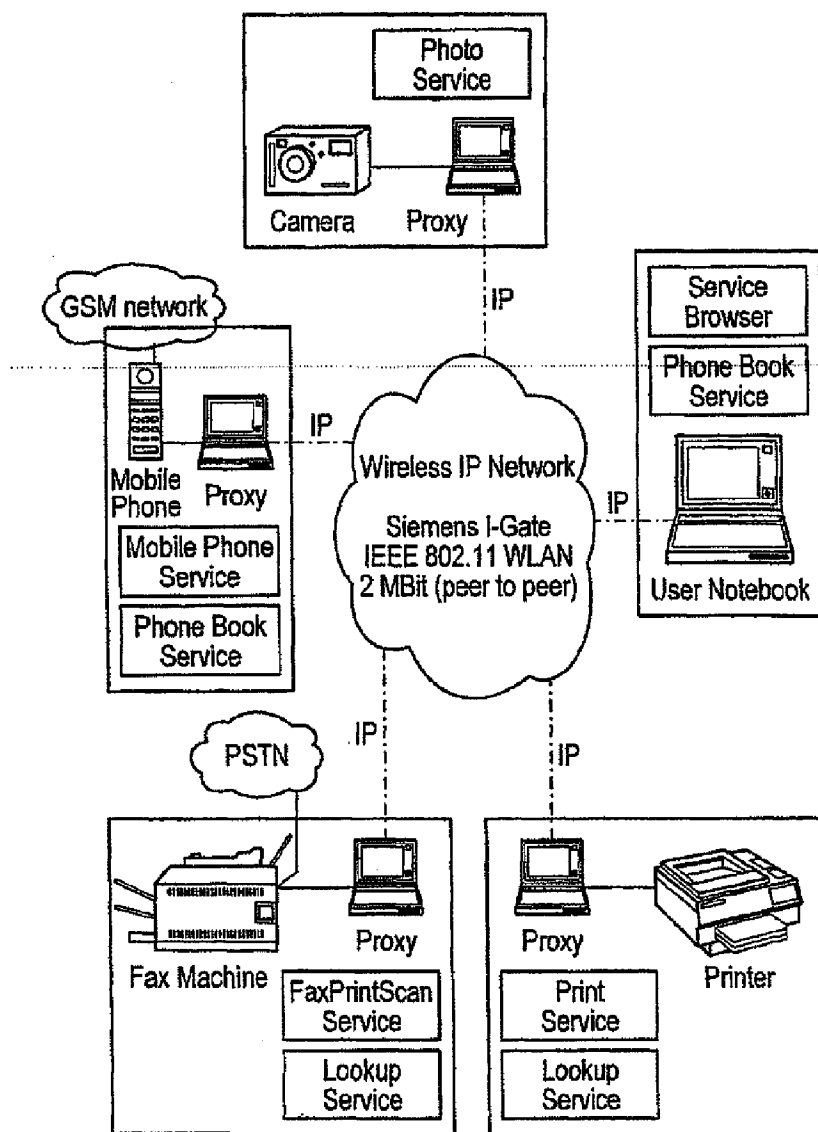 Photo
Service
Camera
Proxy
IP
GSM network
Mobile
Phone
Proxy
IP
Mobile Phone
Service
Phone Book
Service
Wireless IP Network
Siemens I-Gate
IEEE 802.11 WLAN
2 MBit (peer to peer)
Service
Browser
Phone Book
Service
IP
User Notebook
IP
PSTN
Proxy
Fax Machine
FaxPrintScan
Service
Lookup
Service
IP
Proxy
Printer
Print
Service
Lookup
Service